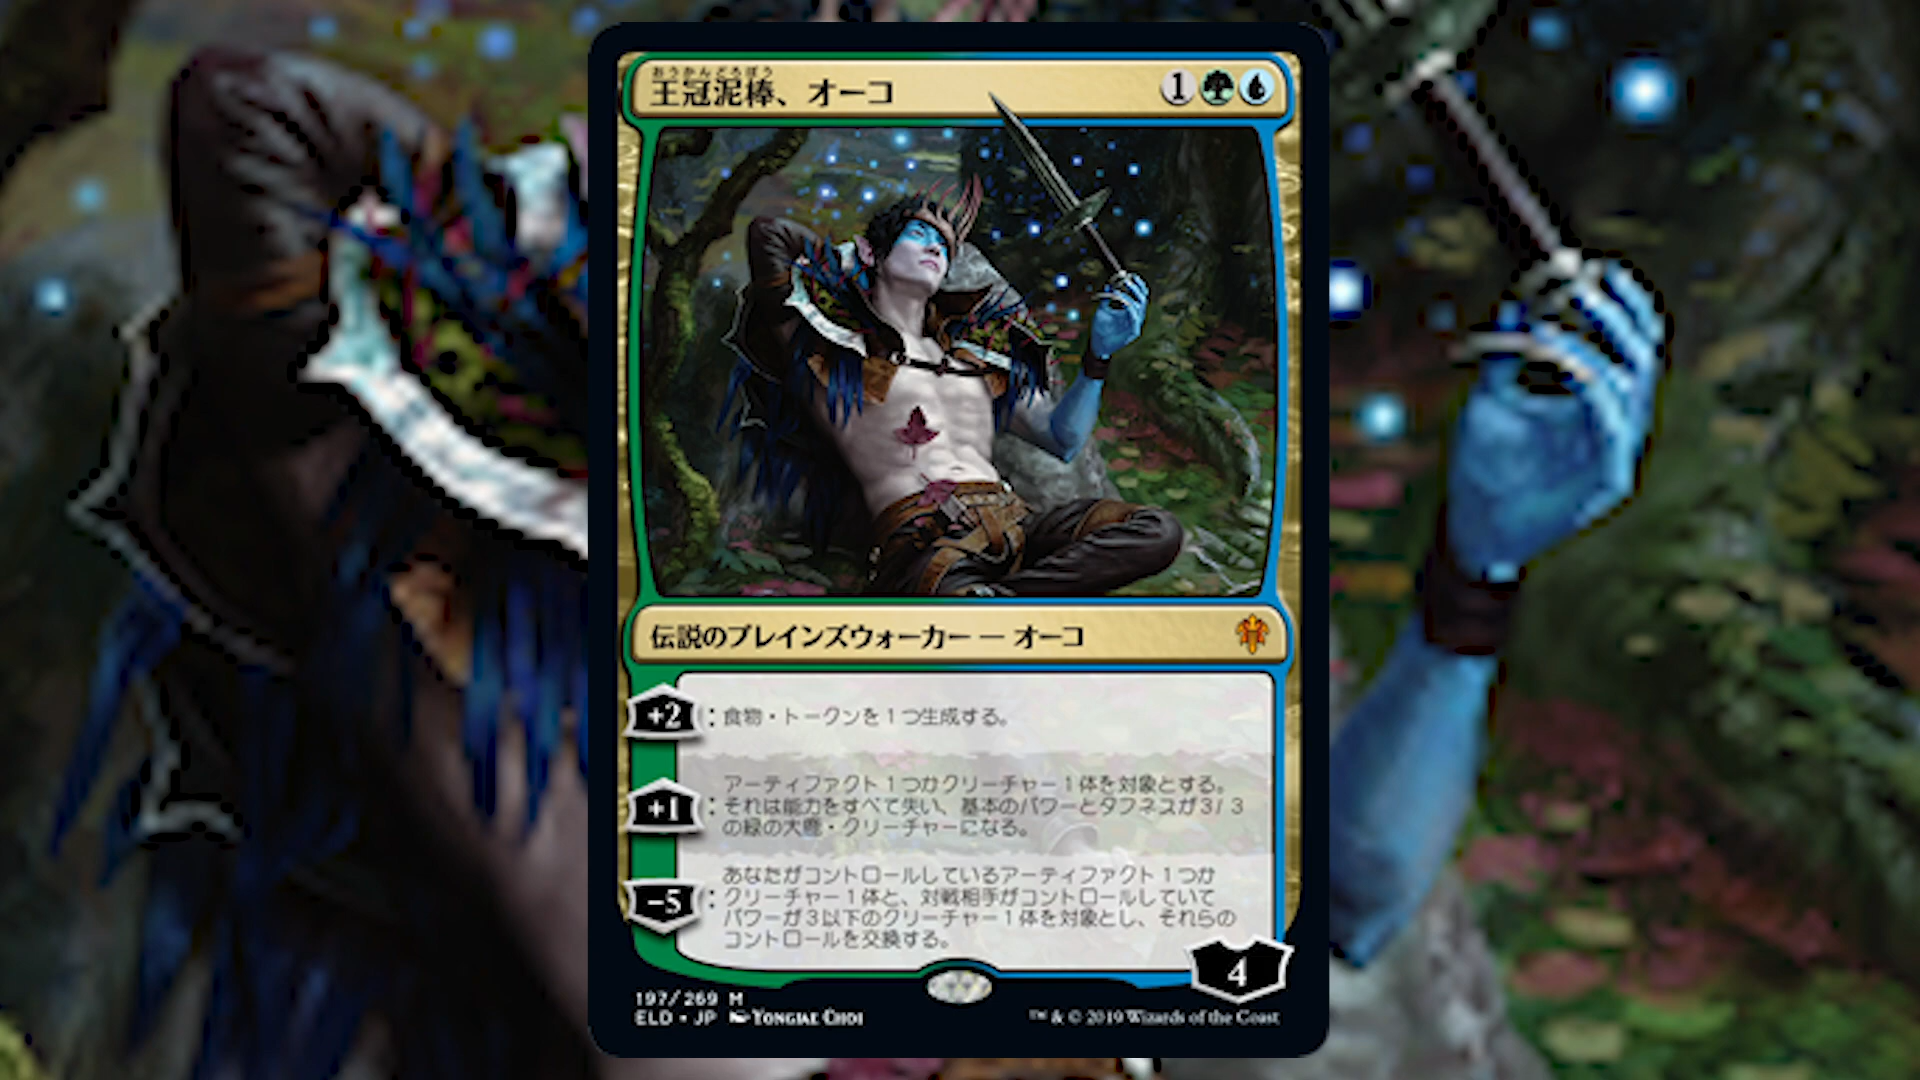 おうかんどろぼう
王冠泥棒、オーコ
1
伝説のプレインズウォーカー — オーコ
+2:食物・トークンを1つ生成する。
アーティファクト1つかクリーチャー1体を対象とする。
+1:それは能力をすべて失い、基本のパワーとタフネスが3/3
の緑の大鹿・クリーチャーになる。
あなたがコントロールしているアーティファクト1つか
-5:クリーチャー1体と、対戦相手がコントロールしていて
パワーが3以下のクリーチャー1体を対象とし、それらの
コントロールを交換する。
4
197/269 M
ELD • JP YONGJAE CHOI
™ & © 2019 Wizards of the Coast